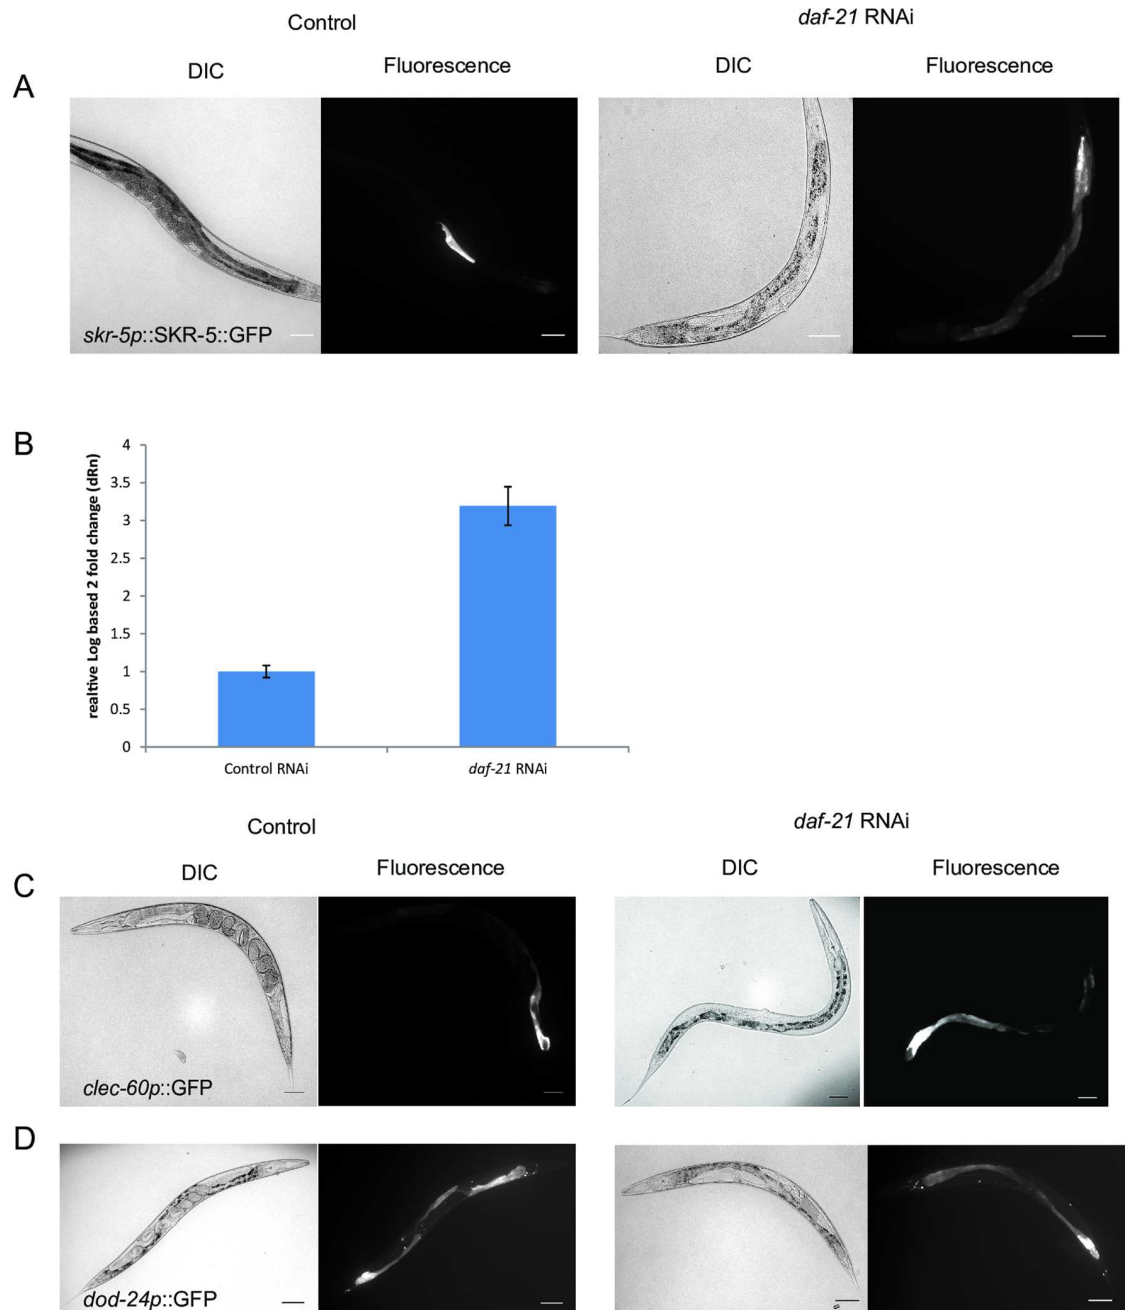 Control
daf-21 RNAi
DIC
Fluorescence
DIC
Fluorescence
A
skr-5p::SKR-5::GFP
B
realtive Log based 2 fold change (dRn)
4
3.5
3
2.5
2
1.5
1
0.5
0
Control RNAi
daf-21 RNAi
Control
daf-21 RNAi
DIC
Fluorescence
DIC
Fluorescence
C
clec-60p::GFP
D
dod-24p::GFP